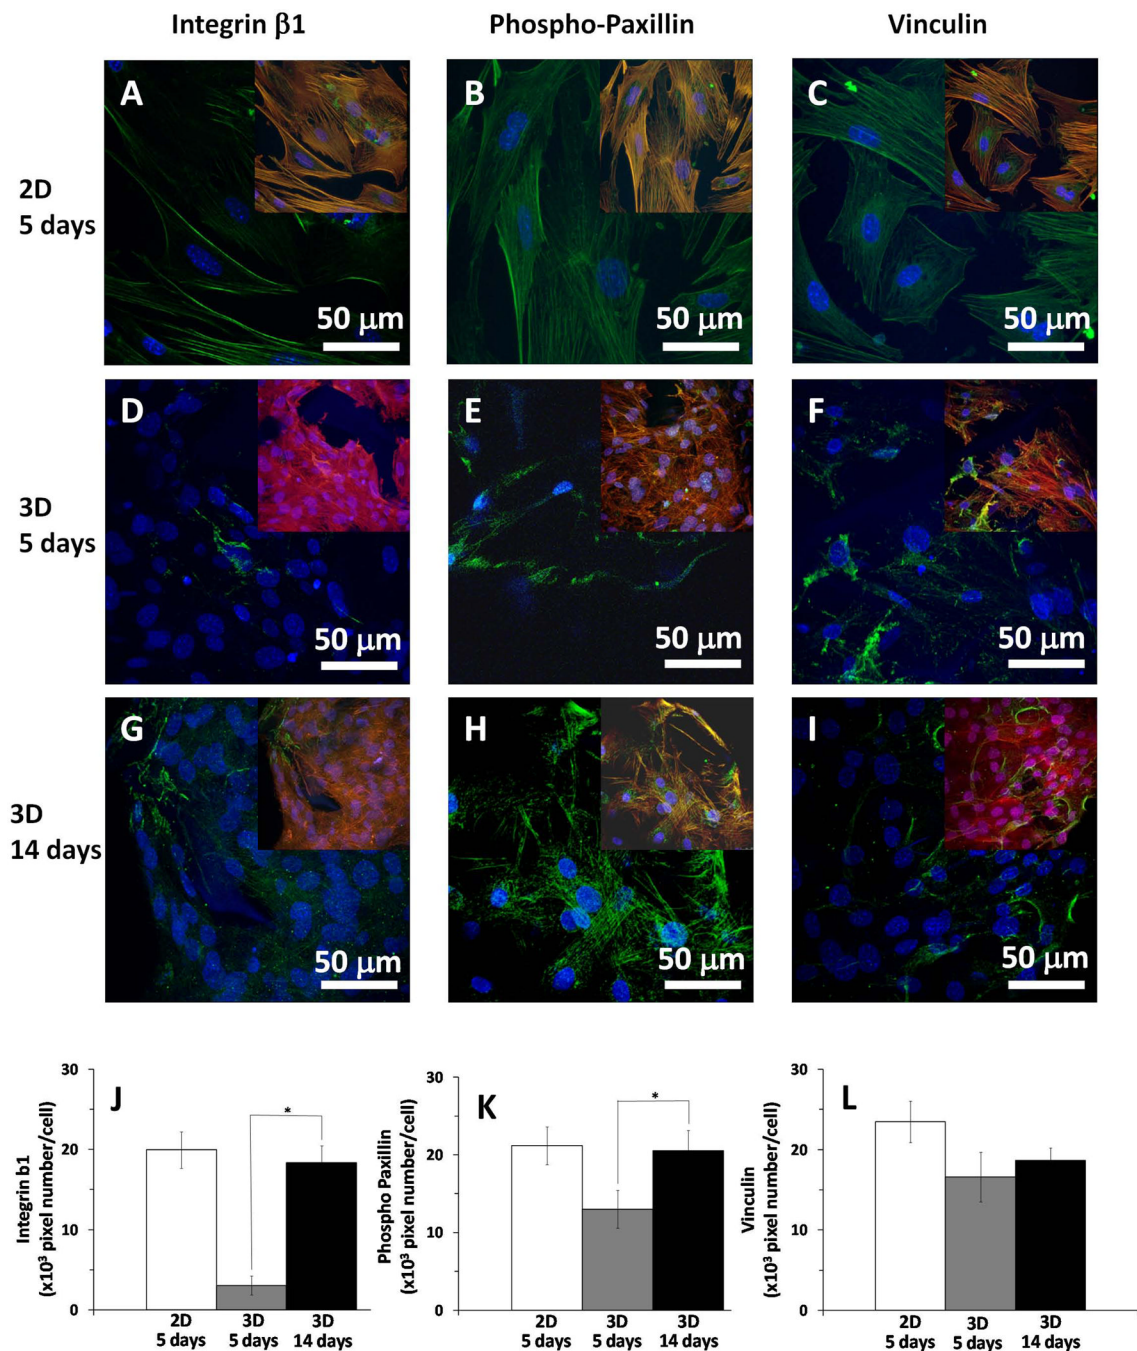 Integrin β1 Phospho-Paxillin Vinculin
2D
5 days
A B C
50 μm 50 μm 50 μm
3D
5 days
D E F
50 μm 50 μm 50 μm
3D
14 days
G H I
50 μm 50 μm 50 μm
J
Integrin b1
(x10³ pixel number/cell)
30
20
10
0
*
2D 3D 3D
5 days 5 days 14 days
K
Phospho Paxillin
(x10³ pixel number/cell)
30
20
10
0
*
2D 3D 3D
5 days 5 days 14 days
L
Vinculin
(x10³ pixel number/cell)
30
20
10
0
2D 3D 3D
5 days 5 days 14 days